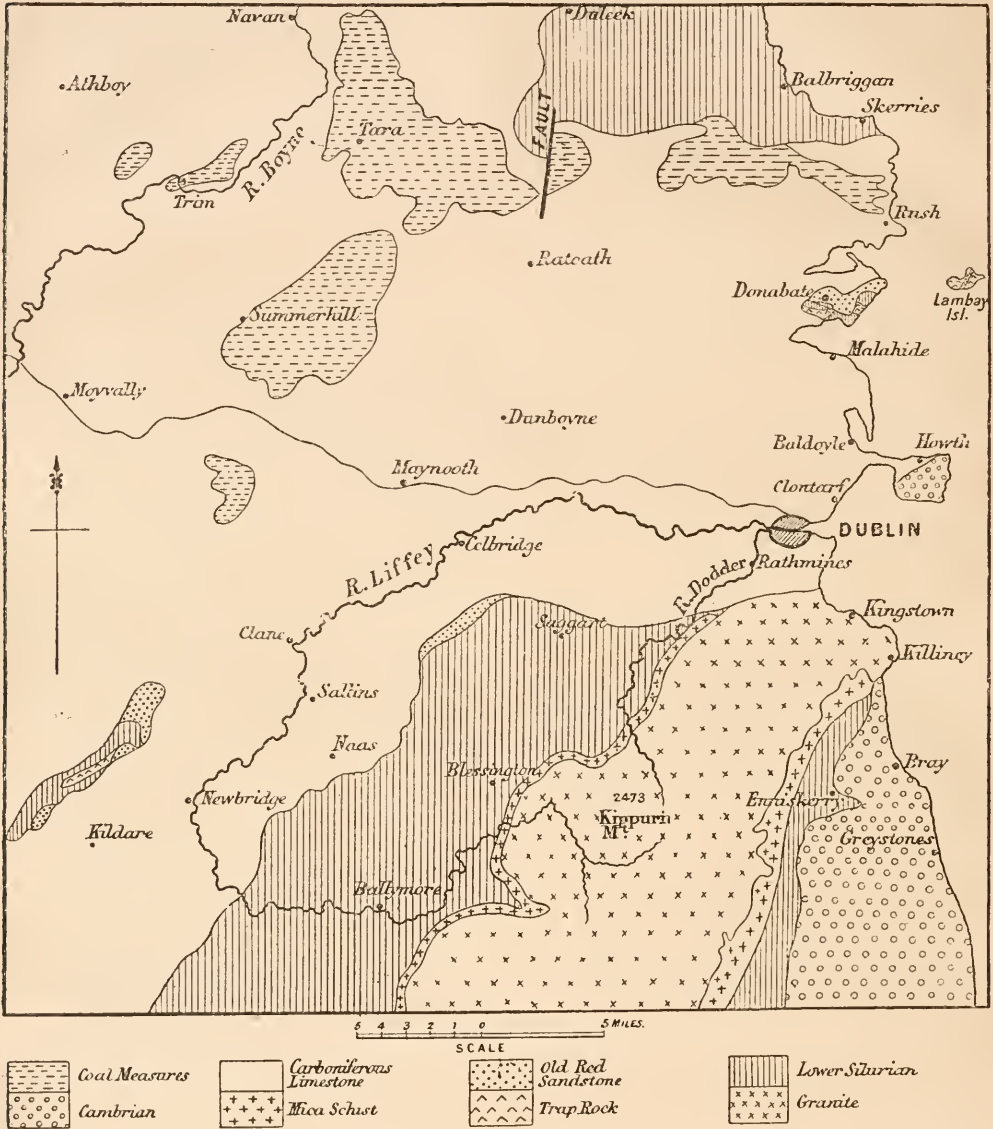 Navan
Duleek
Athboy
Balbriggan
Skerries
FAULT
Tara
R. Boyne
Trim
Rush
Ratoath
Donabate
Lambay
Isl.
Summerhill
Malahide
Moyvally
Dunboyne
Baldoyle
Howth
Maynooth
Clontarf
DUBLIN
Celbridge
R. Liffey
R. Dodder
Rathmines
Kingstown
Saggart
Clane
Killiney
Sallins
Naas
Bray
Blessington
Newbridge
2473
Enniskerry
Kippurin
Mt.
Kildare
Greystones
Ballymore
5 4 3 2 1 0 5 MILES.
SCALE
Coal Measures
Carboniferous
Limestone
Old Red
Sandstone
Lower Silurian
Cambrian
Mica Schist
Trap Rock
Granite